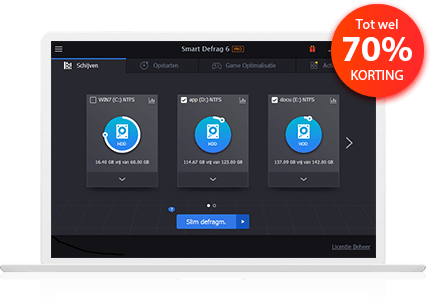 Tot wel
70%
KORTING
Smart Defrag 6 PRO
Schijven
Opstarten
Game Optimalisatie
WIN7 (C:) NTFS
app (D:) NTFS
docu (E:) NTFS
HDD
HDD
HDD
16.40 GB vrij van 60.00 GB
114.67 GB vrij van 123.00 GB
137.89 GB vrij van 142.00 GB
Slim defragm.
Licentie Beheer